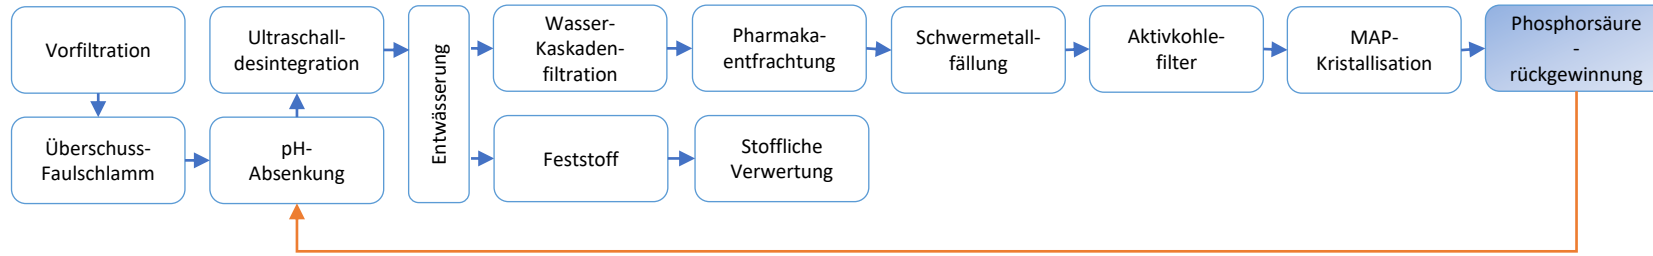 Vorfiltration
Überschuss-
Faulschlamm
pH-
Absenkung
Ultraschall-
desintegration
Entwässerung
Wasser-
Kaskaden-
filtration
Pharmaka-
entfrachtung
Schwermetall-
fällung
Aktivkohle-
filter
MAP-
Kristallisation
Phosphorsäure
-
rückgewinnung
Feststoff
Stoffliche
Verwertung